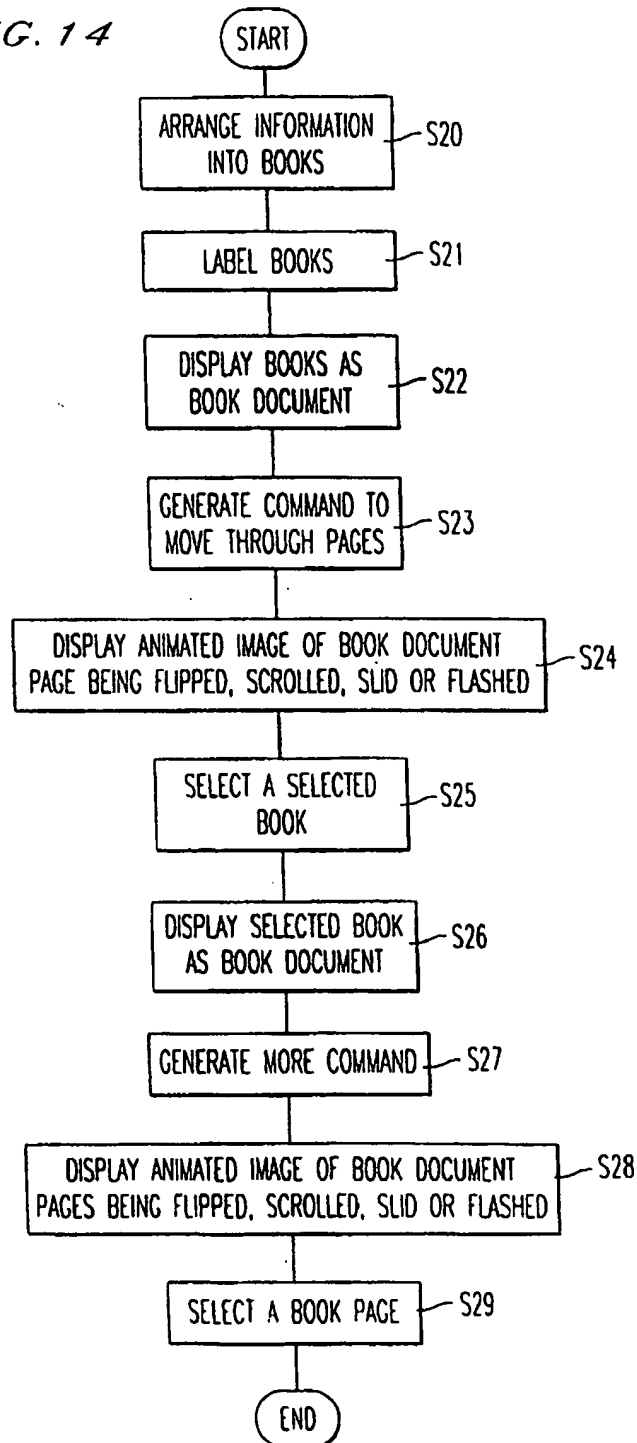 G. 14
START
ARRANGE INFORMATION
INTO BOOKS
S20
LABEL BOOKS
S21
DISPLAY BOOKS AS
BOOK DOCUMENT
S22
GENERATE COMMAND TO
MOVE THROUGH PAGES
S23
DISPLAY ANIMATED IMAGE OF BOOK DOCUMENT
PAGE BEING FLIPPED, SCROLLED, SLID OR FLASHED
S24
SELECT A SELECTED
BOOK
S25
DISPLAY SELECTED BOOK
AS BOOK DOCUMENT
S26
GENERATE MORE COMMAND
S27
DISPLAY ANIMATED IMAGE OF BOOK DOCUMENT
PAGES BEING FLIPPED, SCROLLED, SLID OR FLASHED
S28
SELECT A BOOK PAGE
S29
END